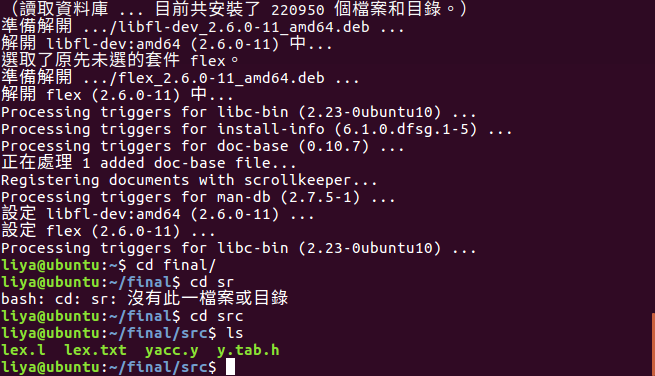 （讀取資料庫 ... 目前共安裝了 220950 個檔案和目錄。）
準備解開 .../libfl-dev_2.6.0-11_amd64.deb ...
解開 libfl-dev:amd64 (2.6.0-11) 中...
選取了原先未選的套件 flex。
準備解開 .../flex_2.6.0-11_amd64.deb ...
解開 flex (2.6.0-11) 中...
Processing triggers for libc-bin (2.23-0ubuntu10) ...
Processing triggers for install-info (6.1.0.dfsg.1-5) ...
Processing triggers for doc-base (0.10.7) ...
正在處理 1 added doc-base file...
Registering documents with scrollkeeper...
Processing triggers for man-db (2.7.5-1) ...
設定 libfl-dev:amd64 (2.6.0-11) ...
設定 flex (2.6.0-11) ...
Processing triggers for libc-bin (2.23-0ubuntu10) ...
liya@ubuntu:~$ cd final/
liya@ubuntu:~/final$ cd sr
bash: cd: sr: 沒有此一檔案或目錄
liya@ubuntu:~/final$ cd src
liya@ubuntu:~/final/src$ ls
lex.l  lex.txt  yacc.y  y.tab.h
liya@ubuntu:~/final/src$